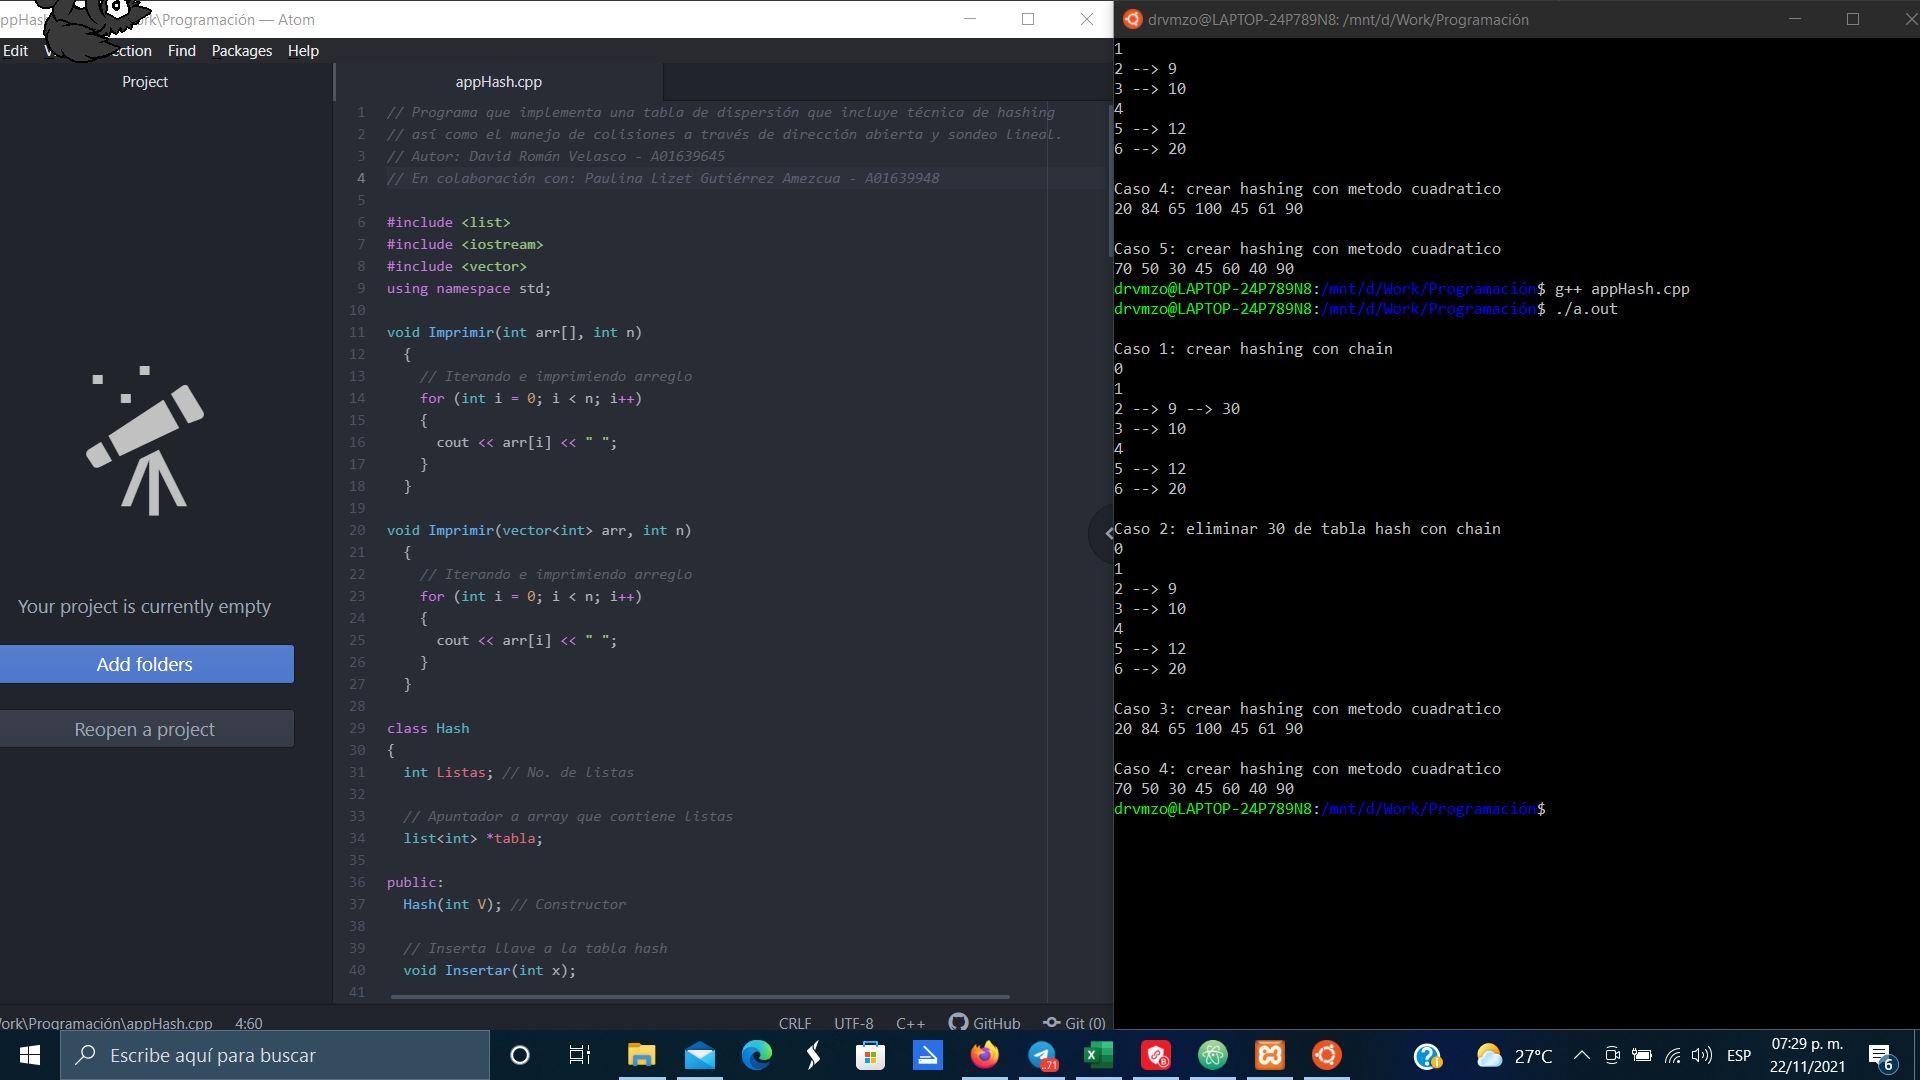 ppHas
rk\Programación — Atom
Edit
ction
Find
Packages
Help
Project
Your project is currently empty
Add folders
Reopen a project
appHash.cpp
1 // Programa que implementa una tabla de dispersión que incluye técnica de hashing
2 // así como el manejo de colisiones a través de dirección abierta y sondeo lineal.
3 // Autor: David Román Velasco - A01639645
4 // En colaboración con: Paulina Lizet Gutiérrez Amezcua - A01639948
5
6 #include <list>
7 #include <iostream>
8 #include <vector>
9 using namespace std;
10
11 void Imprimir(int arr[], int n)
12 {
13 // Iterando e imprimiendo arreglo
14 for (int i = 0; i < n; i++)
15 {
16 cout << arr[i] << " ";
17 }
18 }
19
20 void Imprimir(vector<int> arr, int n)
21 {
22 // Iterando e imprimiendo arreglo
23 for (int i = 0; i < n; i++)
24 {
25 cout << arr[i] << " ";
26 }
27 }
28
29 class Hash
30 {
31 int Listas; // No. de listas
32
33 // Apuntador a array que contiene listas
34 list<int> *tabla;
35
36 public:
37 Hash(int V); // Constructor
38
39 // Inserta llave a la tabla hash
40 void Insertar(int x);
41
ork\Programación\appHash.cpp 4:60
CRLF UTF-8 C++ GitHub Git (0)
drvmzo@LAPTOP-24P789N8: /mnt/d/Work/Programación
1
2 --> 9
3 --> 10
4
5 --> 12
6 --> 20
Caso 4: crear hashing con metodo cuadratico
20 84 65 100 45 61 90
Caso 5: crear hashing con metodo cuadratico
70 50 30 45 60 40 90
drvmzo@LAPTOP-24P789N8:/mnt/d/Work/Programación$ g++ appHash.cpp
drvmzo@LAPTOP-24P789N8:/mnt/d/Work/Programación$ ./a.out
Caso 1: crear hashing con chain
0
1
2 --> 9 --> 30
3 --> 10
4
5 --> 12
6 --> 20
Caso 2: eliminar 30 de tabla hash con chain
0
1
2 --> 9
3 --> 10
4
5 --> 12
6 --> 20
Caso 3: crear hashing con metodo cuadratico
20 84 65 100 45 61 90
Caso 4: crear hashing con metodo cuadratico
70 50 30 45 60 40 90
drvmzo@LAPTOP-24P789N8:/mnt/d/Work/Programación$
Escribe aquí para buscar
..71
27°C
ESP
07:29 p. m.
22/11/2021
6